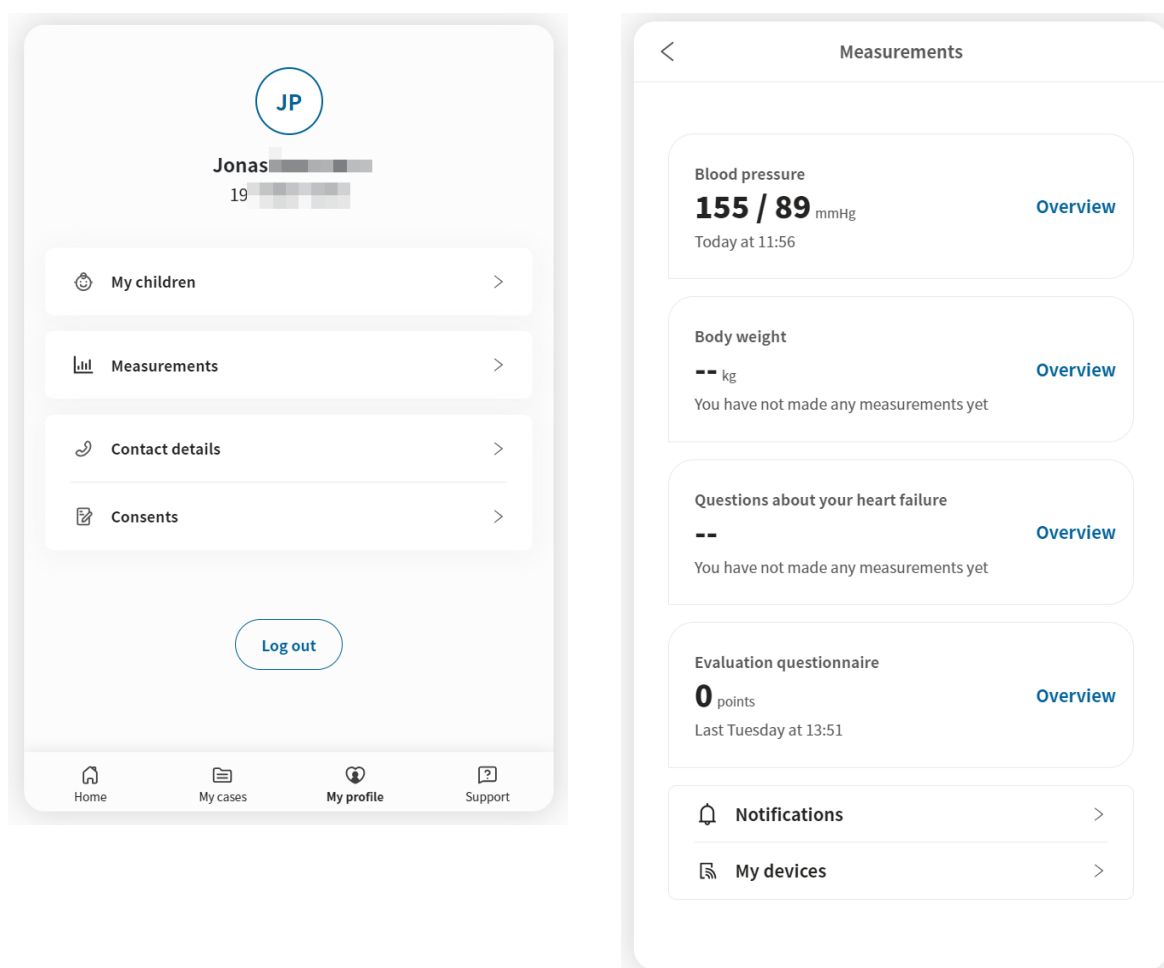 JP
Jonas
19
My children
Measurements
Contact details
Consents
Log out
Home
My cases
My profile
Support
Measurements
Blood pressure
155 / 89 mmHg
Overview
Today at 11:56
Body weight
-- kg
Overview
You have not made any measurements yet
Questions about your heart failure
--
Overview
You have not made any measurements yet
Evaluation questionnaire
0 points
Overview
Last Tuesday at 13:51
Notifications
My devices